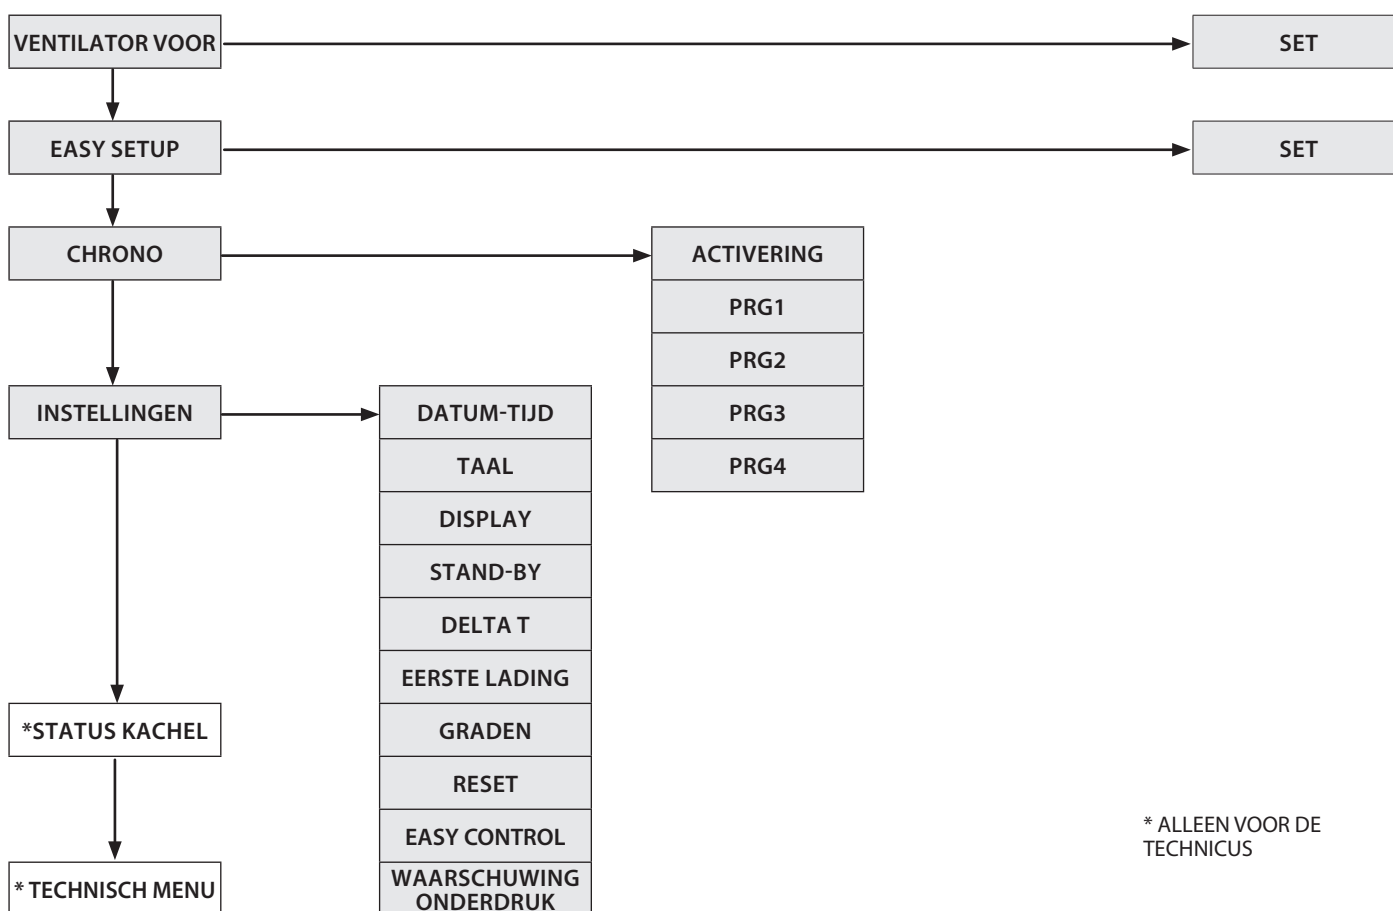 VENTILATOR VOOR
SET
EASY SETUP
SET
CHRONO
ACTIVERING
PRG1
PRG2
PRG3
PRG4
INSTELLINGEN
DATUM-TIJD
TAAL
DISPLAY
STAND-BY
DELTA T
EERSTE LADING
GRADEN
RESET
EASY CONTROL
WAARSCHUWING
ONDERDRUK
*STATUS KACHEL
* TECHNISCH MENU
* ALLEEN VOOR DE
TECHNICUS